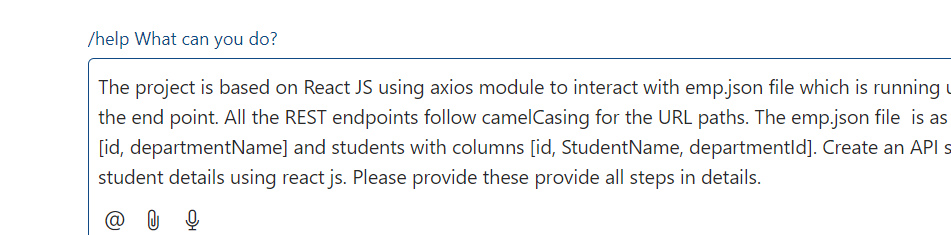 /help What can you do?
The project is based on React JS using axios module to interact with emp.json file which is running
the end point. All the REST endpoints follow camelCasing for the URL paths. The emp.json file  is as
[id, departmentName] and students with columns [id, StudentName, departmentId]. Create an API
student details using react js. Please provide these provide all steps in details.
@